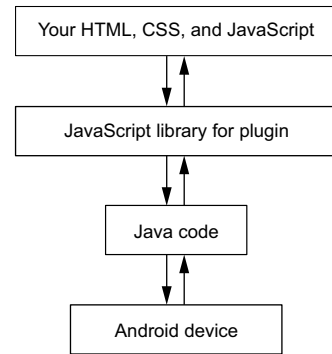 Your HTML, CSS, and JavaScript
JavaScript library for plugin
Java code
Android device